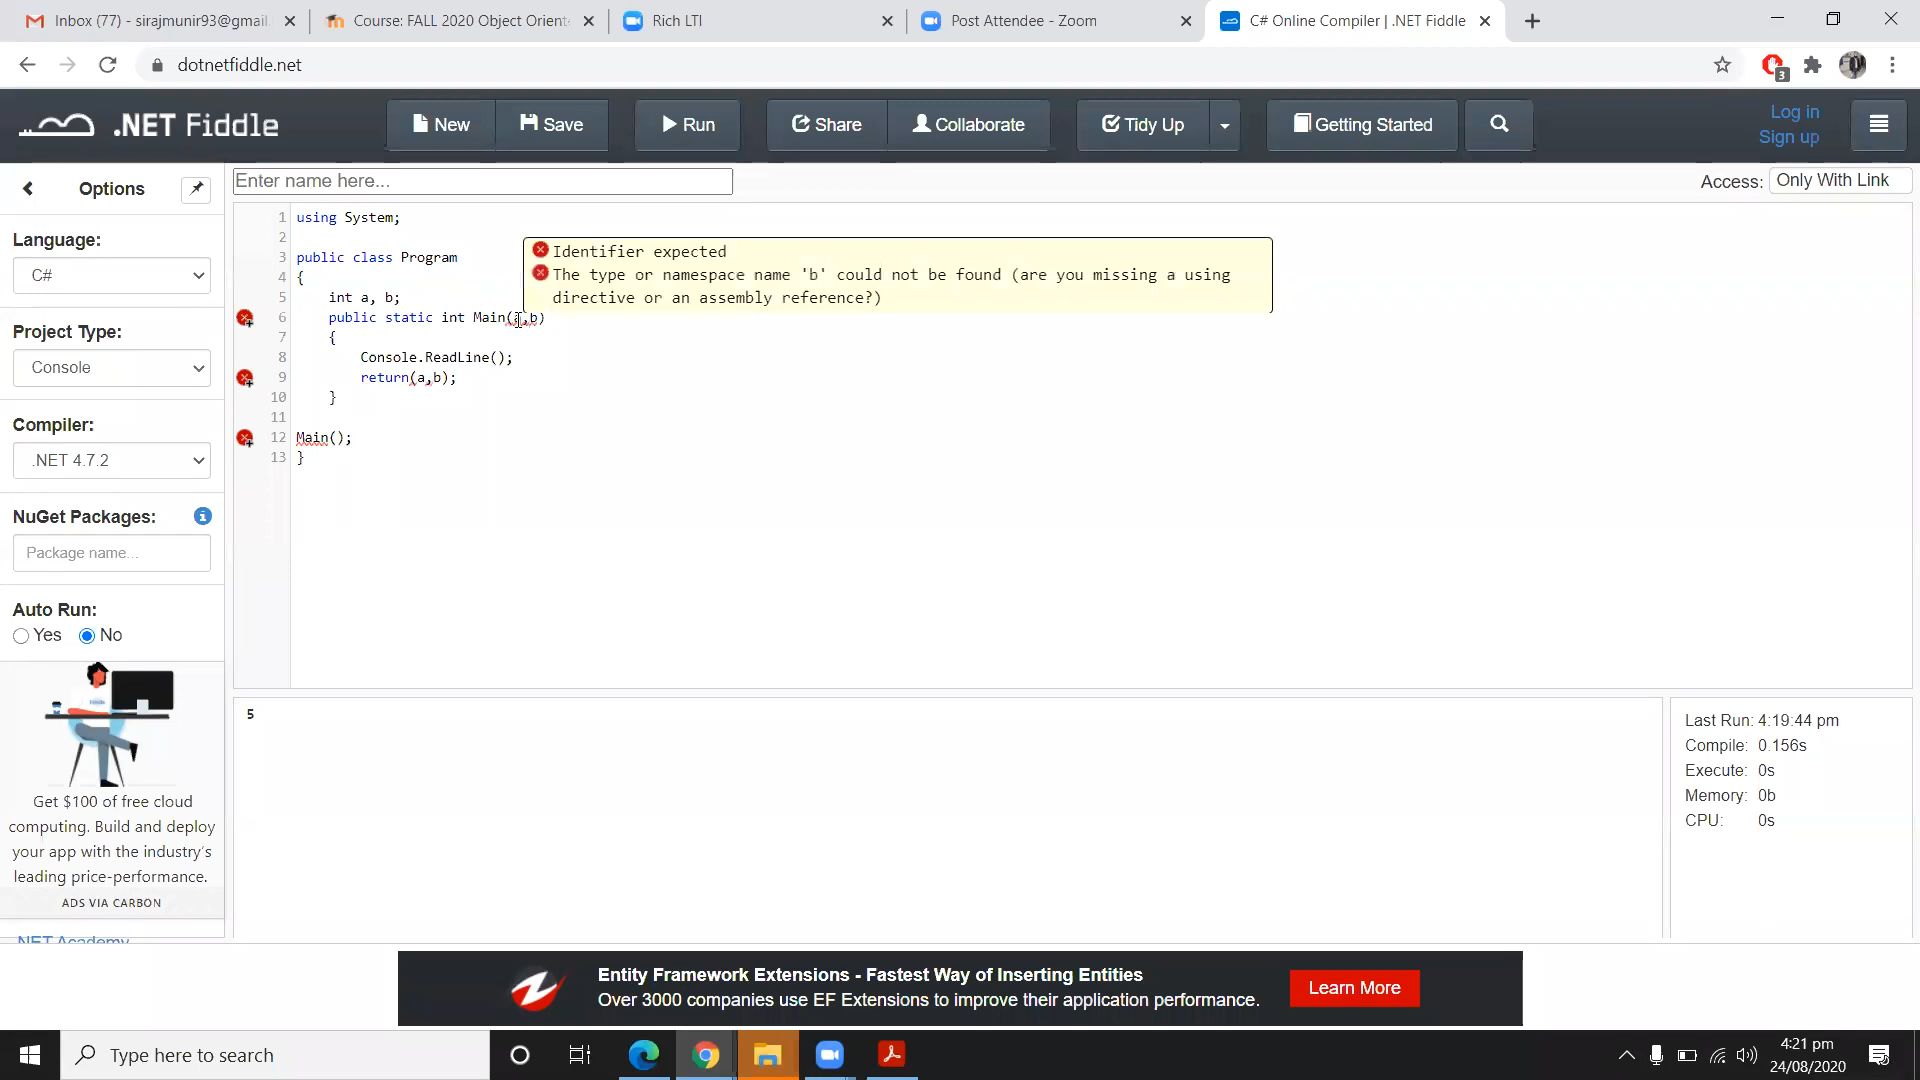 Inbox (77) - sirajmunir93@gmail. Course: FALL 2020 Object Orient Rich LTI Post Attendee - Zoom C# Online Compiler | .NET Fiddle
dotnetfiddle.net
3
.NET Fiddle New Save Run Share Collaborate Tidy Up Getting Started
Log in
Sign up
Options
Enter name here...
Access: Only With Link
Language:
C#
Project Type:
Console
Compiler:
.NET 4.7.2
NuGet Packages:
Package name...
Auto Run:
Yes No
1 using System;
2
3 public class Program
4 {
5 int a, b;
6 public static int Main(a,b)
7 {
8 Console.ReadLine();
9 return(a,b);
10 }
11
12 Main();
13 }
Identifier expected
The type or namespace name 'b' could not be found (are you missing a using
directive or an assembly reference?)
Get $100 of free cloud
computing. Build and deploy
your app with the industry's
leading price-performance.
ADS VIA CARBON
.NET Academy
5
Last Run: 4:19:44 pm
Compile: 0.156s
Execute: 0s
Memory: 0b
CPU: 0s
Entity Framework Extensions - Fastest Way of Inserting Entities
Over 3000 companies use EF Extensions to improve their application performance.
Learn More
Type here to search
4:21 pm
24/08/2020